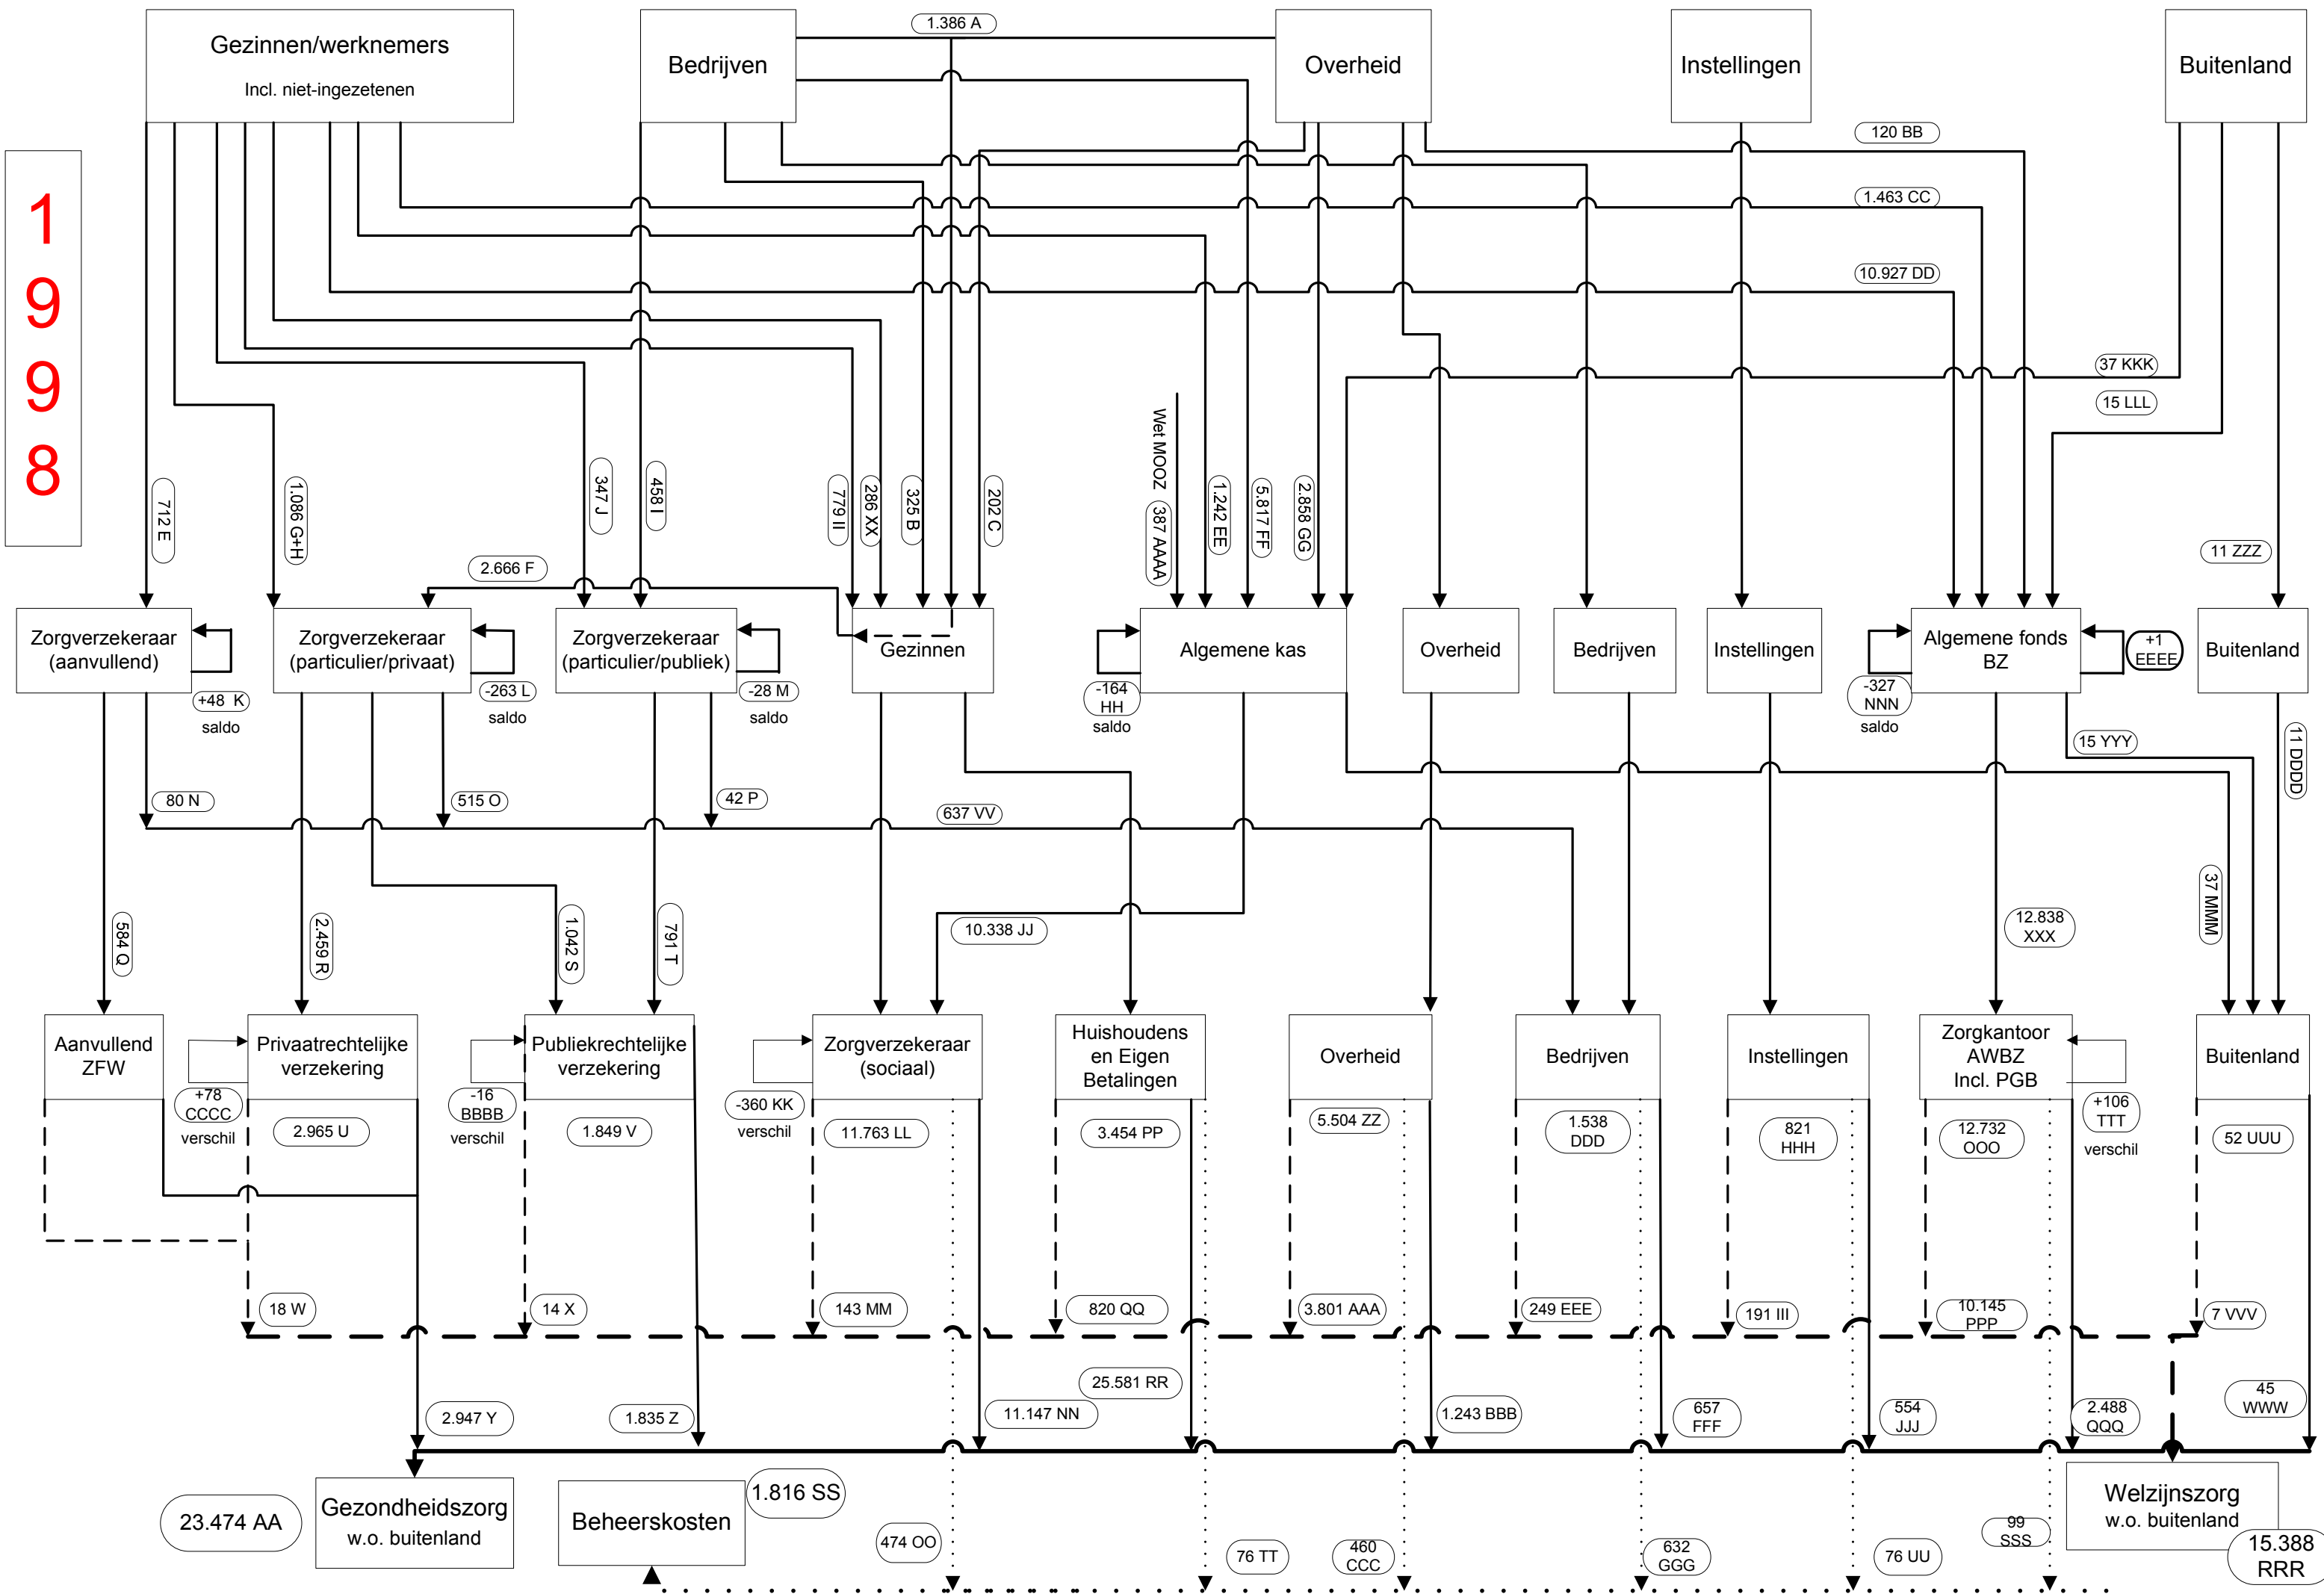 1.386 A
Gezinnen/werknemers
Incl. niet-ingezetenen
Bedrijven
Overheid
Instellingen
Buitenland
1
9
9
8
120 BB
1.463 CC
10.927 DD
37 KKK
15 LLL
712 E
1.086 G+H
347 J
458 I
779 II
286 XX
325 B
202 C
Wet MOOZ
387 AAAA
1.242 EE
5.817 FF
2.858 GG
11 ZZZ
2.666 F
Zorgverzekeraar
(aanvullend)
Zorgverzekeraar
(particulier/privaat)
Zorgverzekeraar
(particulier/publiek)
Gezinnen
Algemene kas
Overheid
Bedrijven
Instellingen
Algemene fonds
BZ
+1
EEEE
Buitenland
+48 K
saldo
-263 L
saldo
-28 M
saldo
-164
HH
saldo
-327
NNN
saldo
15 YYY
11 DDDD
80 N
515 O
42 P
637 VV
584 Q
2.459 R
1.042 S
791 T
10.338 JJ
12.838
XXX
37 MMM
Aanvullend
ZFW
Privaatrechtelijke
verzekering
Publiekrechtelijke
verzekering
Zorgverzekeraar
(sociaal)
Huishoudens
en Eigen
Betalingen
Overheid
Bedrijven
Instellingen
Zorgkantoor
AWBZ
Incl. PGB
Buitenland
+78
CCCC
verschil
2.965 U
-16
BBBB
verschil
1.849 V
-360 KK
verschil
11.763 LL
3.454 PP
5.504 ZZ
1.538
DDD
821
HHH
12.732
OOO
+106
TTT
verschil
52 UUU
18 W
14 X
143 MM
820 QQ
3.801 AAA
249 EEE
191 III
10.145
PPP
7 VVV
2.947 Y
1.835 Z
11.147 NN
25.581 RR
1.243 BBB
657
FFF
554
JJJ
2.488
QQQ
45
WWW
23.474 AA
Gezondheidszorg
w.o. buitenland
Beheerskosten
1.816 SS
474 OO
76 TT
460
CCC
632
GGG
76 UU
99
SSS
Welzijnszorg
w.o. buitenland
15.388
RRR